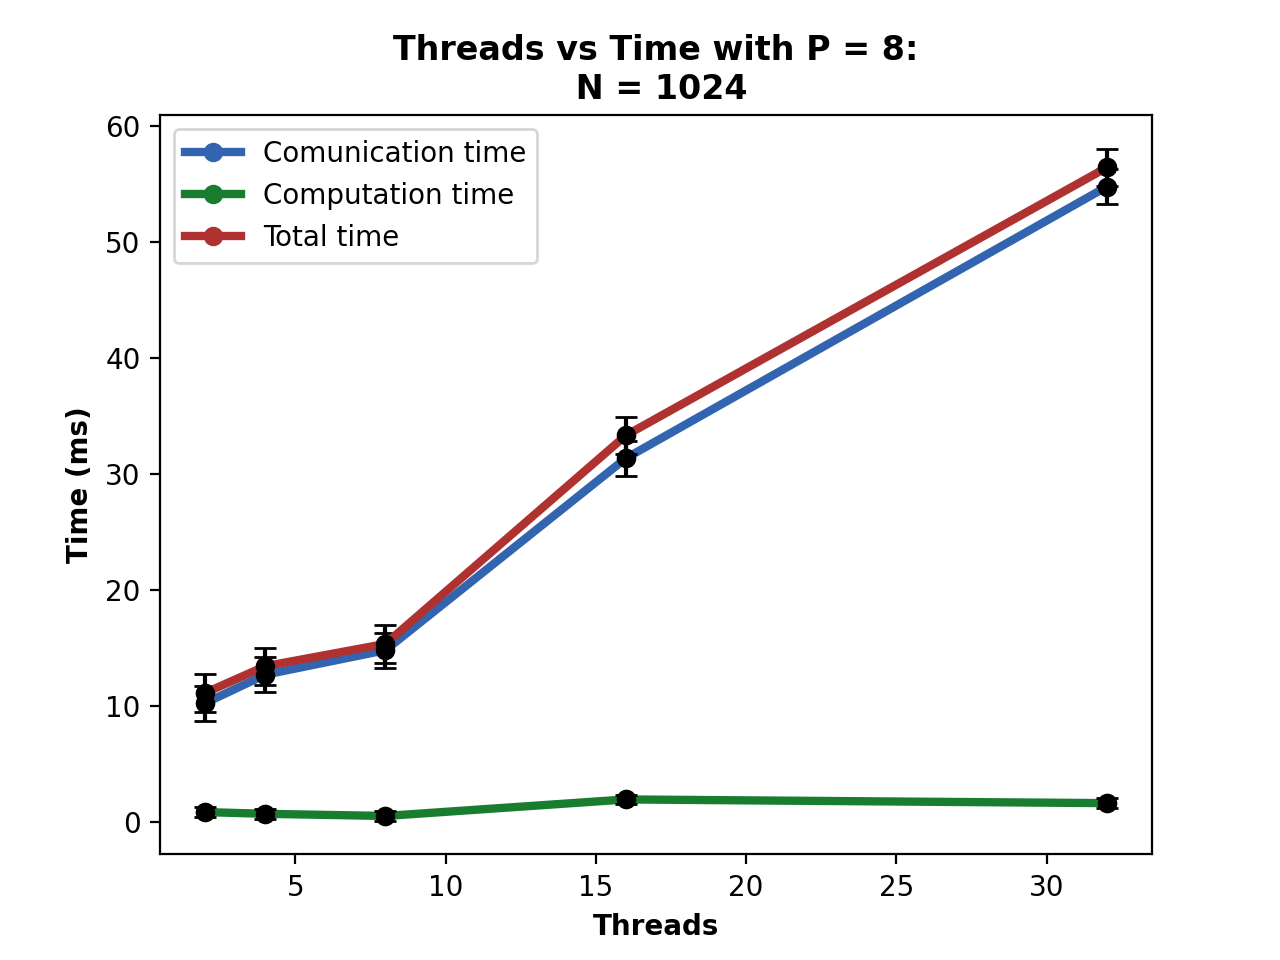 Threads vs Time with P = 8:
N = 1024
Comunication time
Computation time
Total time
60
50
40
30
20
10
0
Time (ms)
5
10
15
20
25
30
Threads